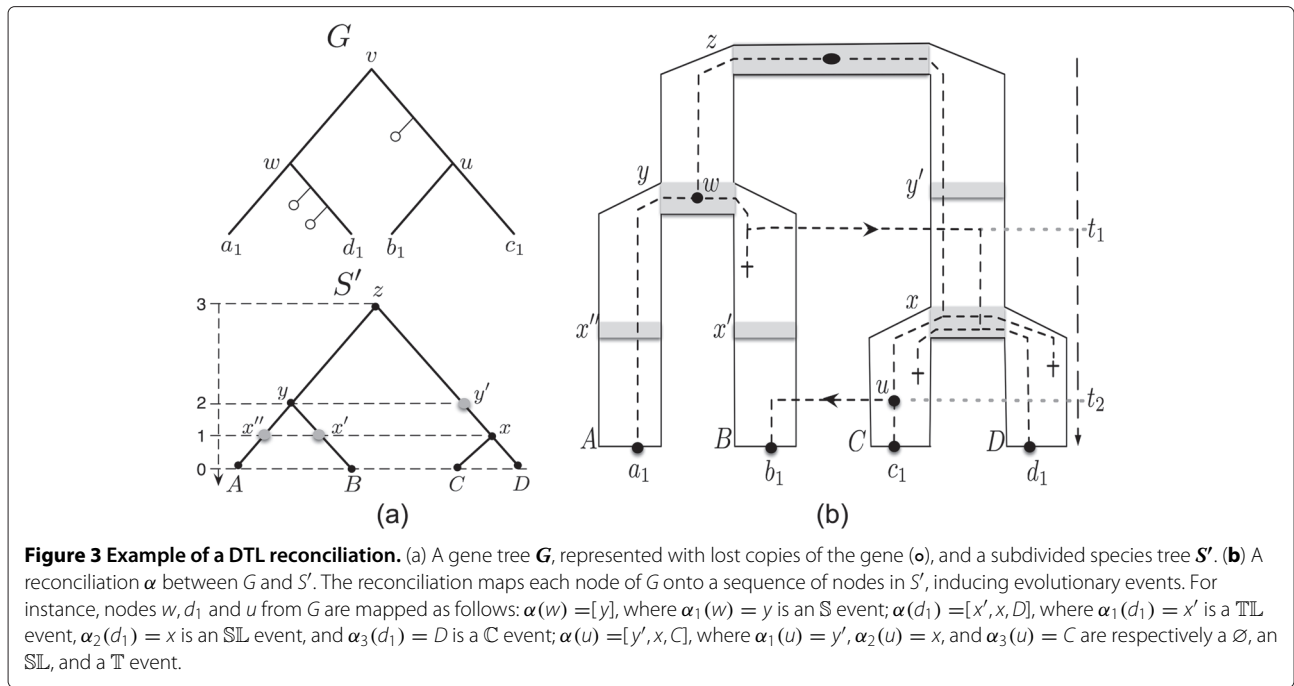 G
v
w
u
a₁
d₁
b₁
c₁
S′
3
z
2
y
y′
1
x″
x′
x
0
A
B
C
D
(a)
z
y
w
y′
t₁
x″
x′
x
u
t₂
A
B
C
D
a₁
b₁
c₁
d₁
(b)
Figure 3 Example of a DTL reconciliation. (a) A gene tree G, represented with lost copies of the gene (o), and a subdivided species tree S′. (b) A
reconciliation α between G and S′. The reconciliation maps each node of G onto a sequence of nodes in S′, inducing evolutionary events. For
instance, nodes w, d₁ and u from G are mapped as follows: α(w) =[y], where α₁(w) = y is an 𝕊 event; α(d₁) =[x′, x, D], where α₁(d₁) = x′ is a 𝕋𝕃
event, α₂(d₁) = x is an 𝕊𝕃 event, and α₃(d₁) = D is a ℂ event; α(u) =[y′, x, C], where α₁(u) = y′, α₂(u) = x, and α₃(u) = C are respectively a ∅, an
𝕊𝕃, and a 𝕋 event.